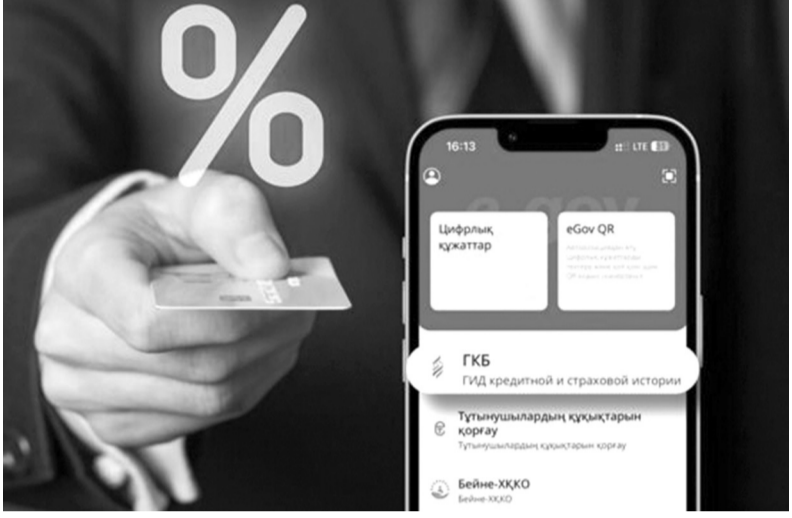 %
16:13
LTE
e.gov
Цифрлық
құжаттар
eGov QR
ГКБ
ГИД кредитной и страховой истории
Тұтынушылардың құқықтарын
қорғау
Тұтынушылардың құқықтарын қорғау
Бейне-ХҚКО
Бейне-ХҚКО